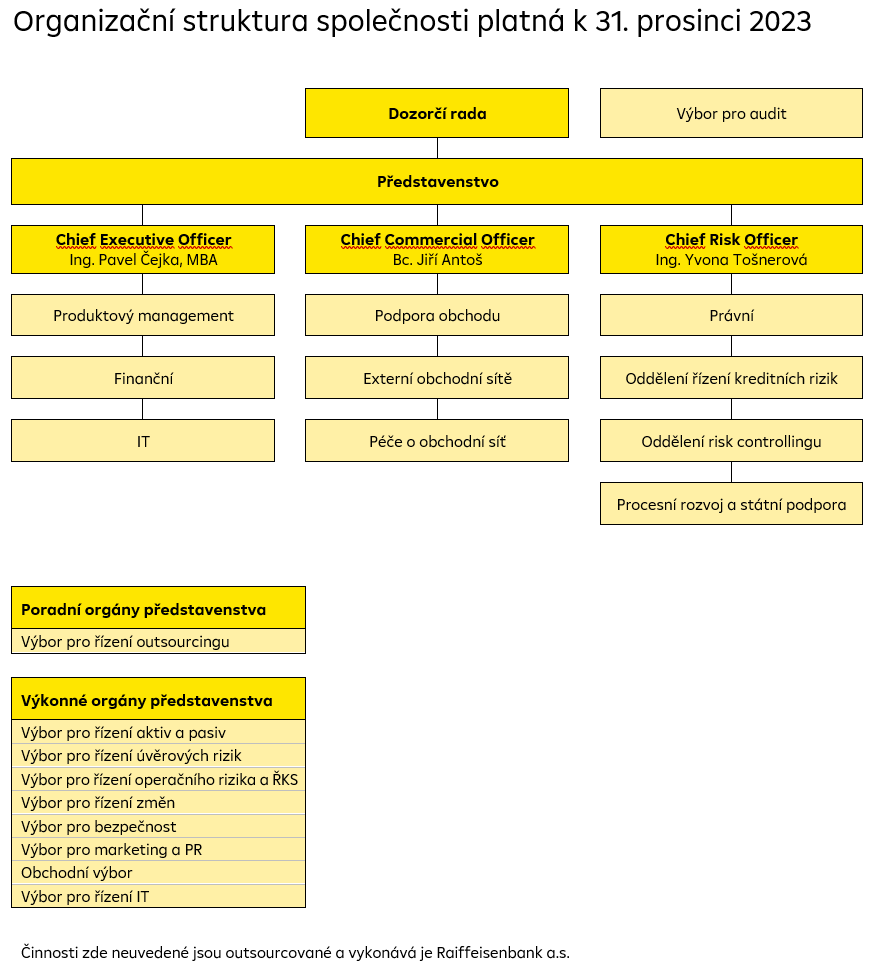 Organizační struktura společnosti platná k 31. prosinci 2023
Dozorčí rada
Výbor pro audit
Představenstvo
Chief Executive Officer
Ing. Pavel Čejka, MBA
Chief Commercial Officer
Bc. Jiří Antoš
Chief Risk Officer
Ing. Yvona Tošnerová
Produktový management
Podpora obchodu
Právní
Finanční
Externí obchodní sítě
Oddělení řízení kreditních rizik
IT
Péče o obchodní síť
Oddělení risk controllingu
Procesní rozvoj a státní podpora
Poradní orgány představenstva
Výbor pro řízení outsourcingu
Výkonné orgány představenstva
Výbor pro řízení aktiv a pasiv
Výbor pro řízení úvěrových rizik
Výbor pro řízení operačního rizika a ŘKS
Výbor pro řízení změn
Výbor pro bezpečnost
Výbor pro marketing a PR
Obchodní výbor
Výbor pro řízení IT
Činnosti zde neuvedené jsou outsourcované a vykonává je Raiffeisenbank a.s.